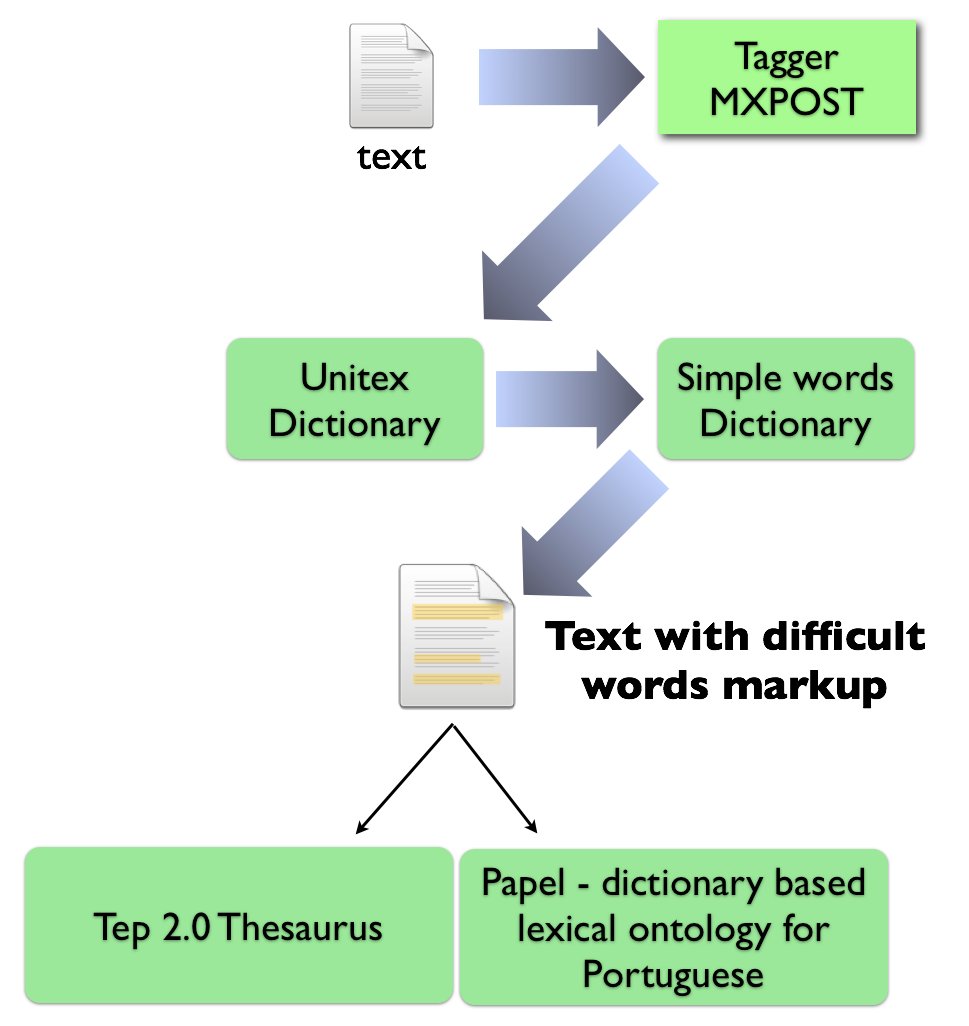 text
Tagger
MXPOST
Unitex
Dictionary
Simple words
Dictionary
Text with difficult
words markup
Tep 2.0 Thesaurus
Papel - dictionary based
lexical ontology for
Portuguese